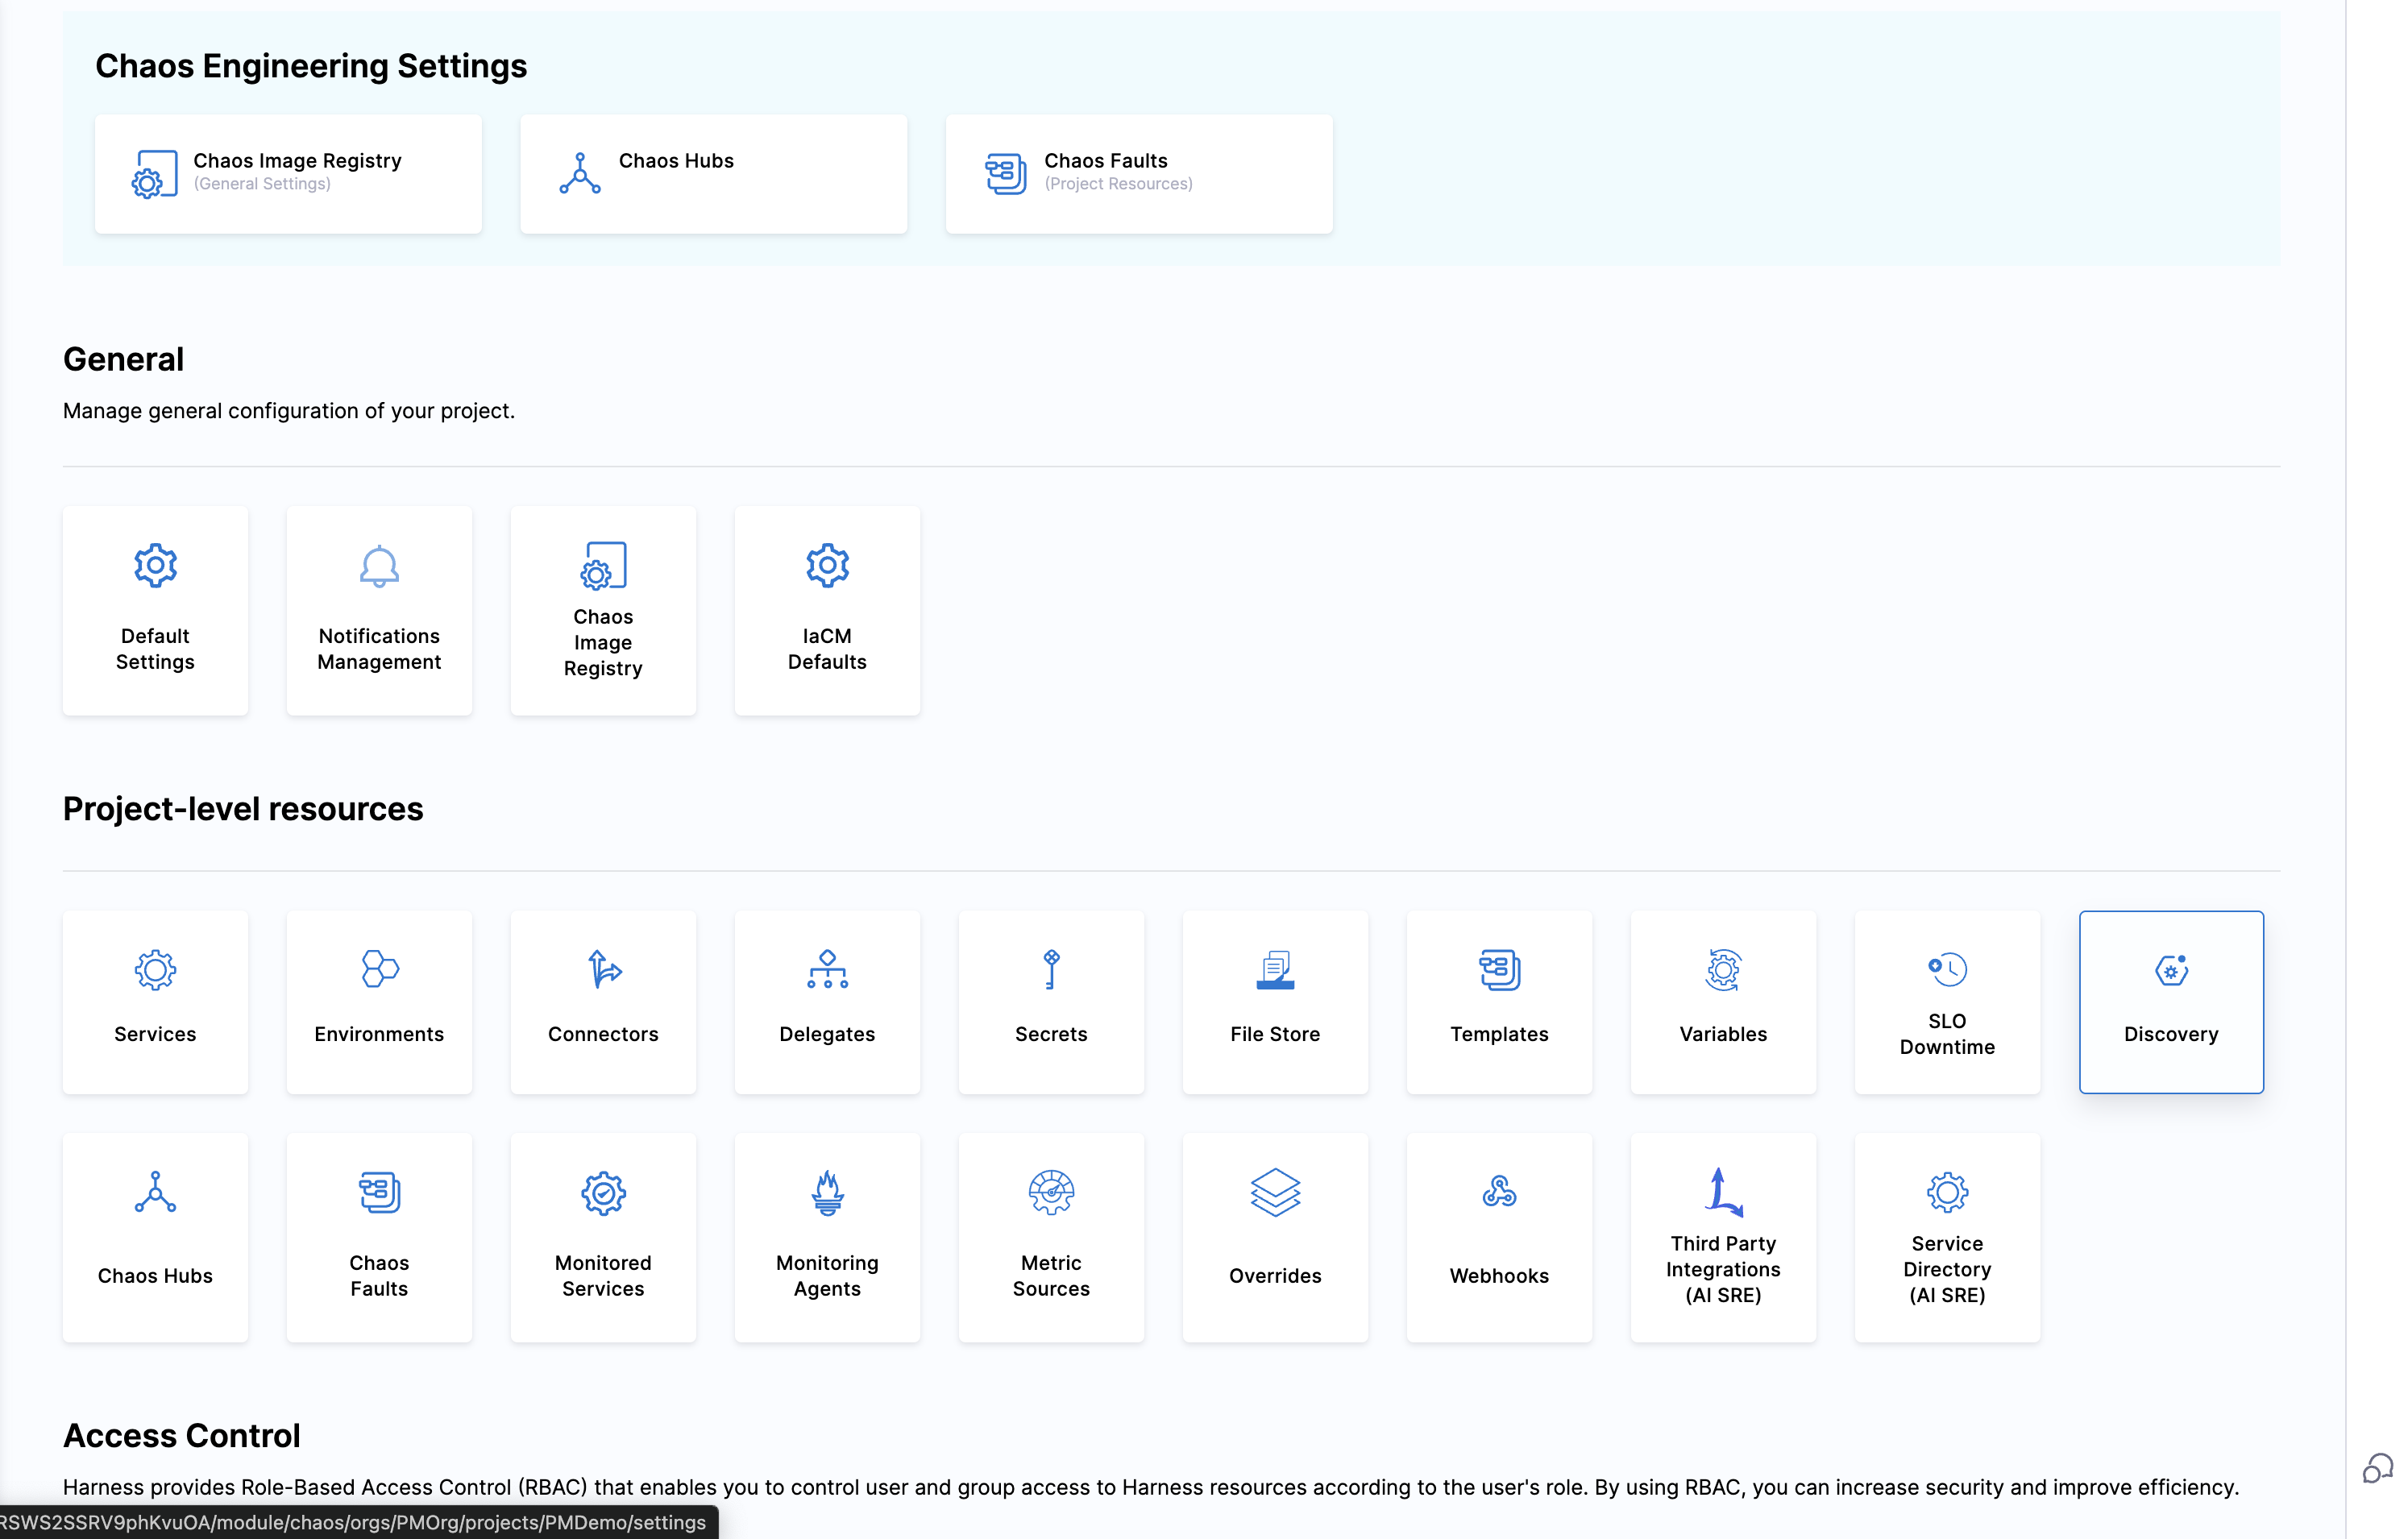 Chaos Engineering Settings
Chaos Image Registry
(General Settings)
Chaos Hubs
Chaos Faults
(Project Resources)
General
Manage general configuration of your project.
Default
Settings
Notifications
Management
Chaos
Image
Registry
IaCM
Defaults
Project-level resources
Services
Environments
Connectors
Delegates
Secrets
File Store
Templates
Variables
SLO
Downtime
Discovery
Chaos Hubs
Chaos
Faults
Monitored
Services
Monitoring
Agents
Metric
Sources
Overrides
Webhooks
Third Party
Integrations
(AI SRE)
Service
Directory
(AI SRE)
Access Control
Harness provides Role-Based Access Control (RBAC) that enables you to control user and group access to Harness resources according to the user's role. By using RBAC, you can increase security and improve efficiency.
RSWS2SSRV9phKvuOA/module/chaos/orgs/PMOrg/projects/PMDemo/settings